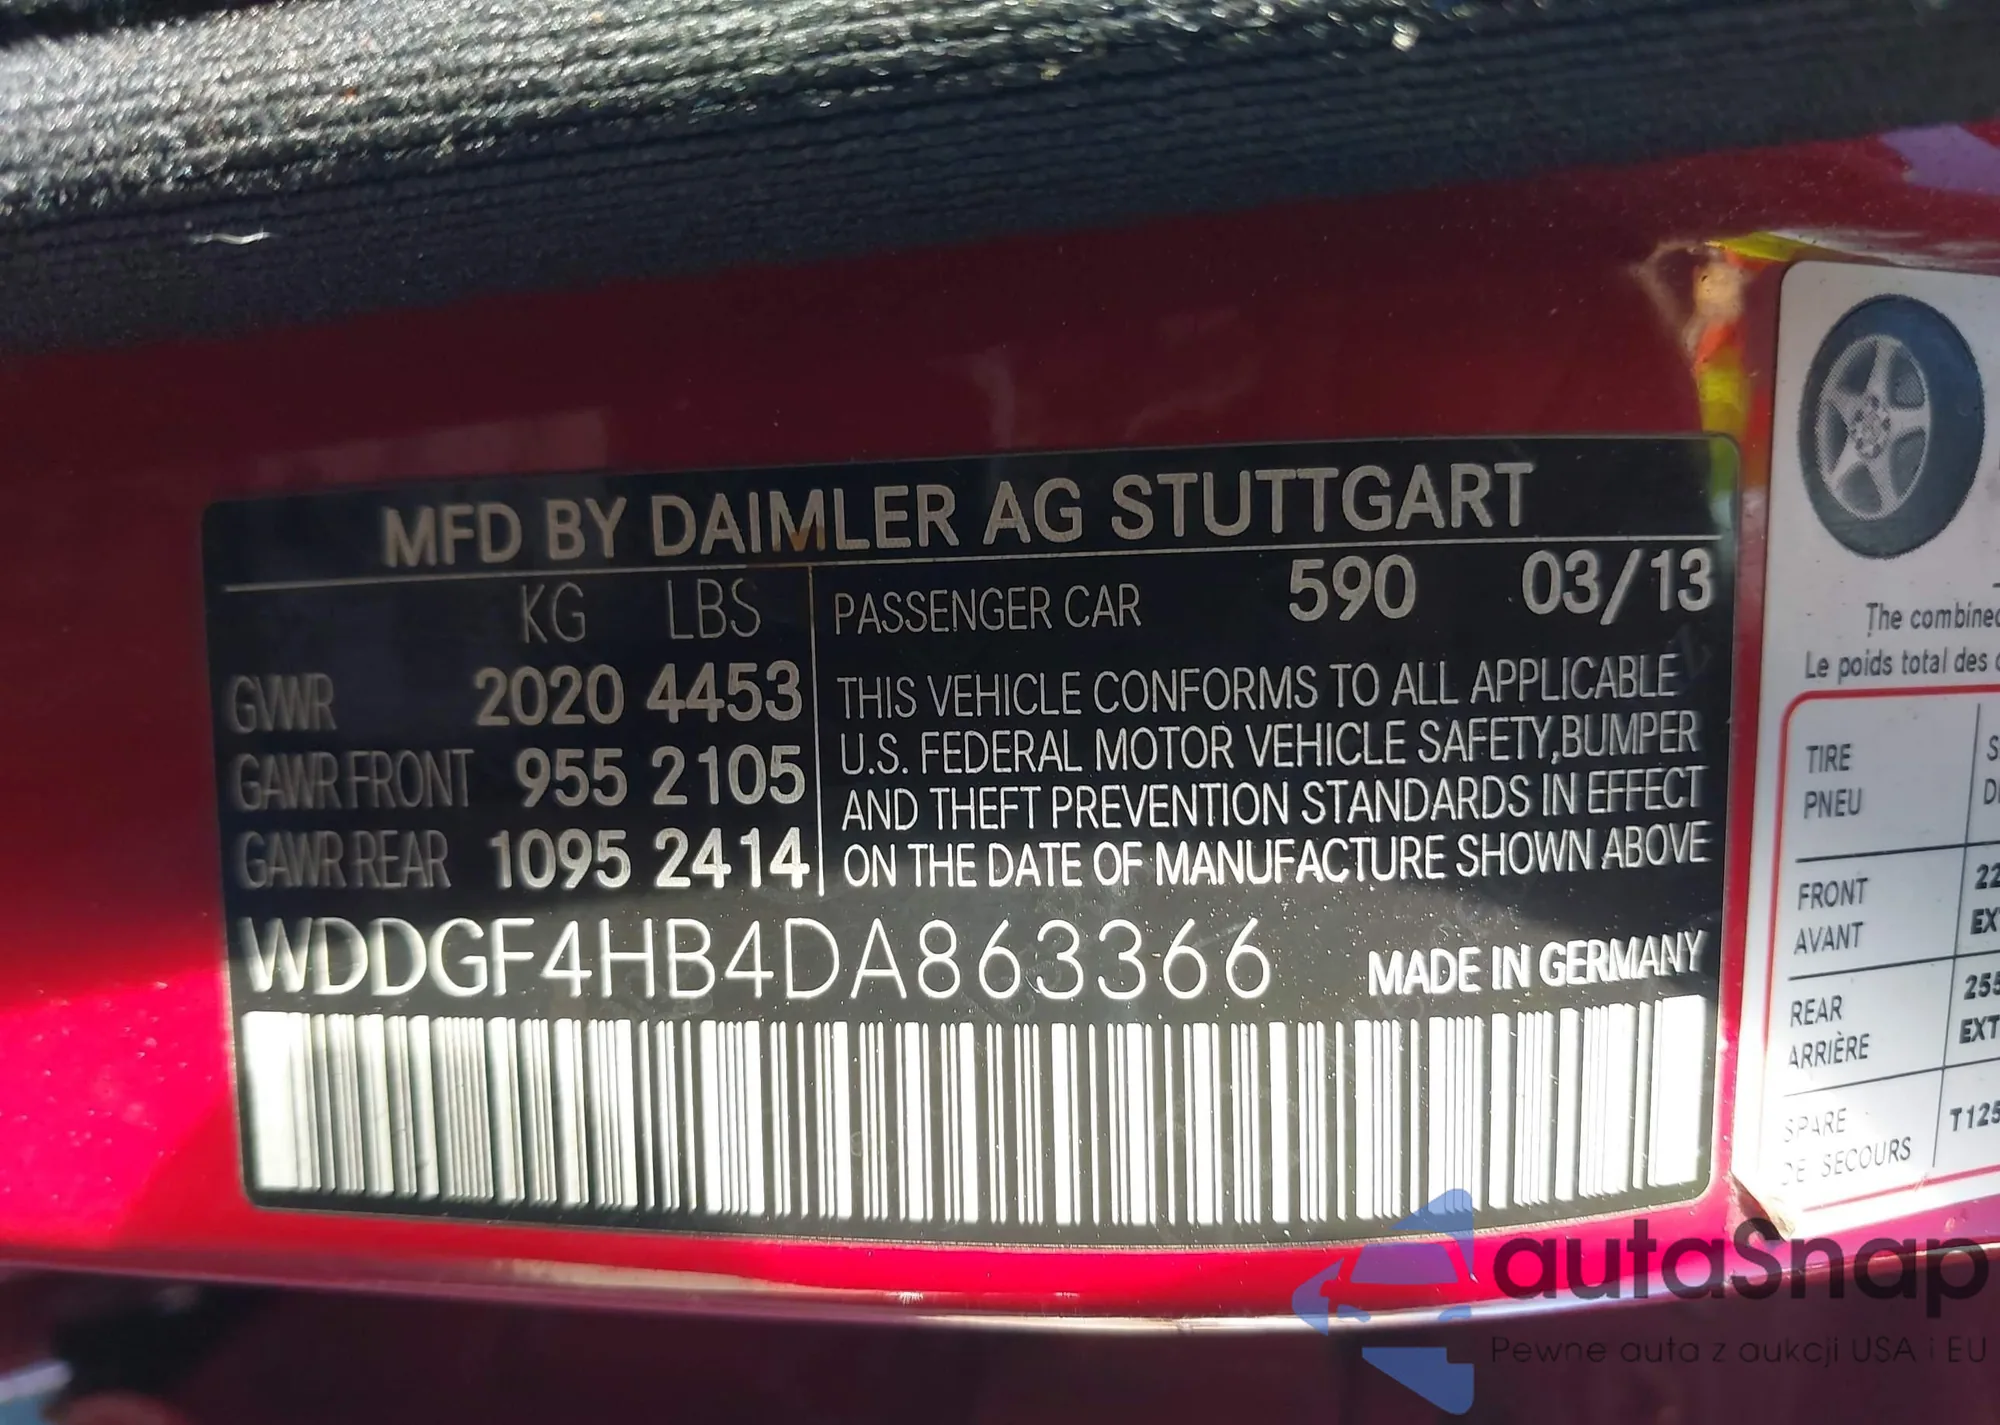 MFD BY DAIMLER AG STUTTGART
KG LBS
GVWR 2020 4453
GAWR FRONT 955 2105
GAWR REAR 1095 2414
PASSENGER CAR 590 03/13
THIS VEHICLE CONFORMS TO ALL APPLICABLE
U.S. FEDERAL MOTOR VEHICLE SAFETY,BUMPER
AND THEFT PREVENTION STANDARDS IN EFFECT
ON THE DATE OF MANUFACTURE SHOWN ABOVE
WDDGF4HB4DA863366 MADE IN GERMANY
The combined
Le poids total des
TIRE
PNEU
FRONT
AVANT
REAR
ARRIÈRE
255
EXT
SPARE
DE SECOURS
T125
autaSnap
Pewne auta z aukcji USA i EU